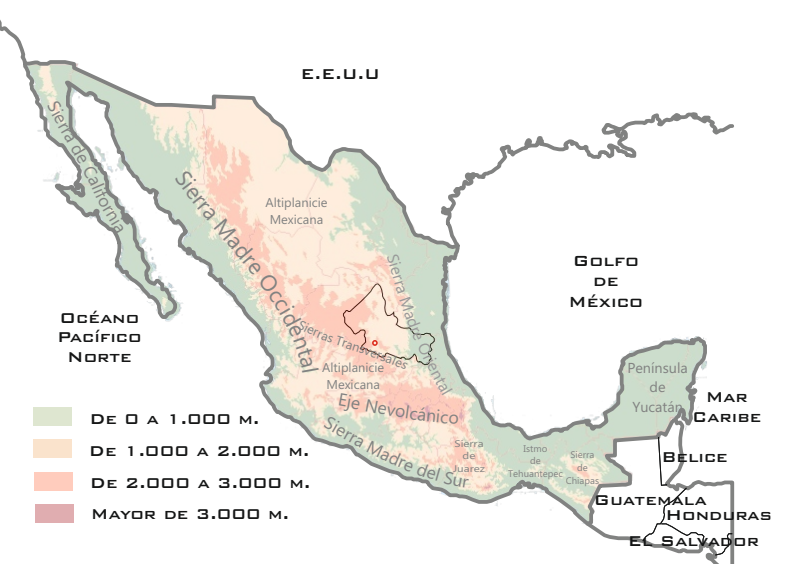 E.E.U.U
Sierra de California
Altiplanicie
Mexicana
Sierra Madre Occidental
Sierra Madre Oriental
GOLFO
DE
MÉXICO
OCÉANO
PACÍFICO
NORTE
Sierras Transversales
Altiplanicie
Mexicana
Península
de
Yucatán
MAR
CARIBE
Eje Nevolcánico
Sierra Madre del Sur
Sierra
de
Juarez
Istmo
de
Tehuantepec
Sierra
de
Chiapas
BELICE
GUATEMALA
HONDURAS
EL SALVADOR
DE 0 A 1.000 M.
DE 1.000 A 2.000 M.
DE 2.000 A 3.000 M.
MAYOR DE 3.000 M.